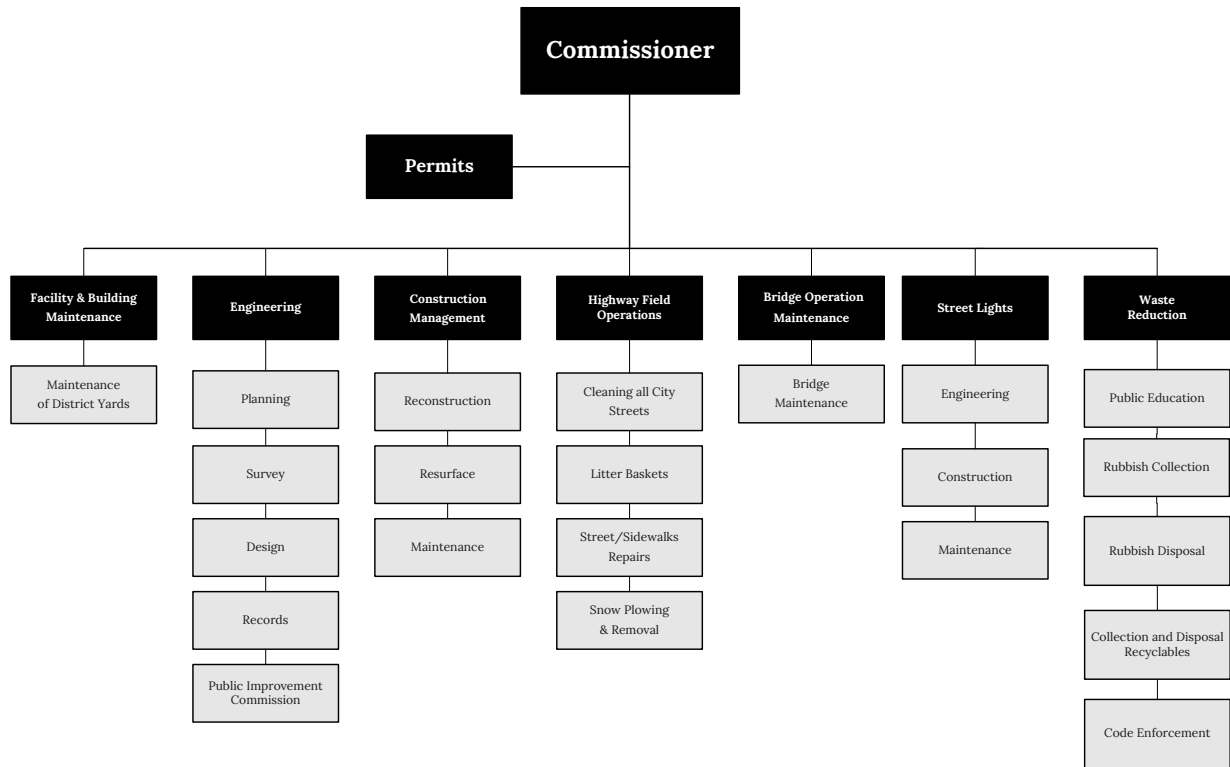 Commissioner
Permits
Facility & Building
Maintenance
Engineering
Construction
Management
Highway Field
Operations
Bridge Operation
Maintenance
Street Lights
Waste
Reduction
Maintenance
of District Yards
Planning
Survey
Design
Records
Public Improvement
Commission
Reconstruction
Resurface
Maintenance
Cleaning all City
Streets
Litter Baskets
Street/Sidewalks
Repairs
Snow Plowing
& Removal
Bridge
Maintenance
Engineering
Construction
Maintenance
Public Education
Rubbish Collection
Rubbish Disposal
Collection and Disposal
Recyclables
Code Enforcement